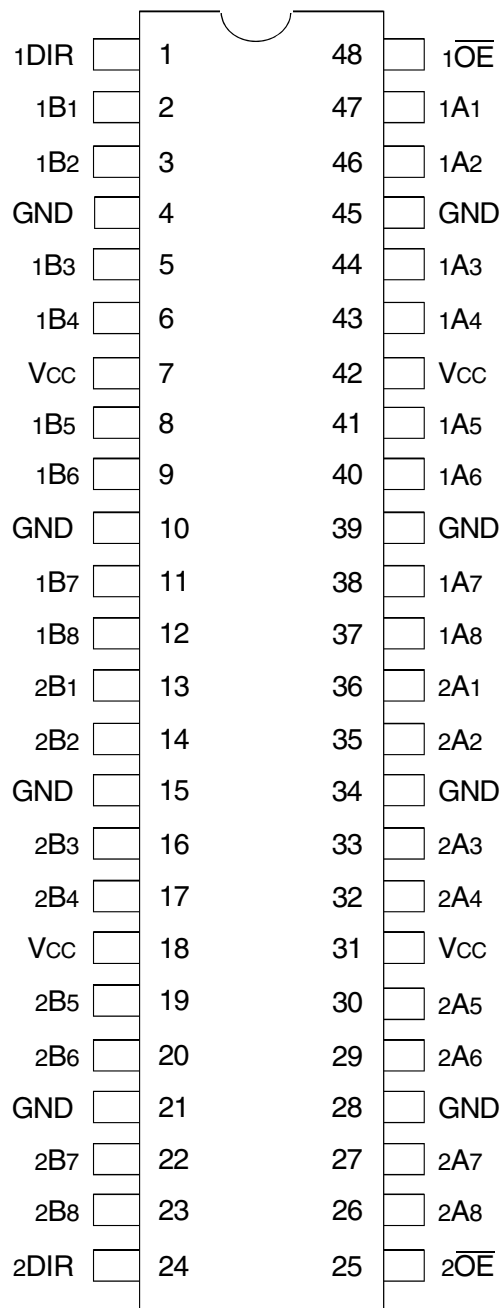 1DIR 1 48 1O̅E̅
1B1 2 47 1A1
1B2 3 46 1A2
GND 4 45 GND
1B3 5 44 1A3
1B4 6 43 1A4
VCC 7 42 VCC
1B5 8 41 1A5
1B6 9 40 1A6
GND 10 39 GND
1B7 11 38 1A7
1B8 12 37 1A8
2B1 13 36 2A1
2B2 14 35 2A2
GND 15 34 GND
2B3 16 33 2A3
2B4 17 32 2A4
VCC 18 31 VCC
2B5 19 30 2A5
2B6 20 29 2A6
GND 21 28 GND
2B7 22 27 2A7
2B8 23 26 2A8
2DIR 24 25 2O̅E̅